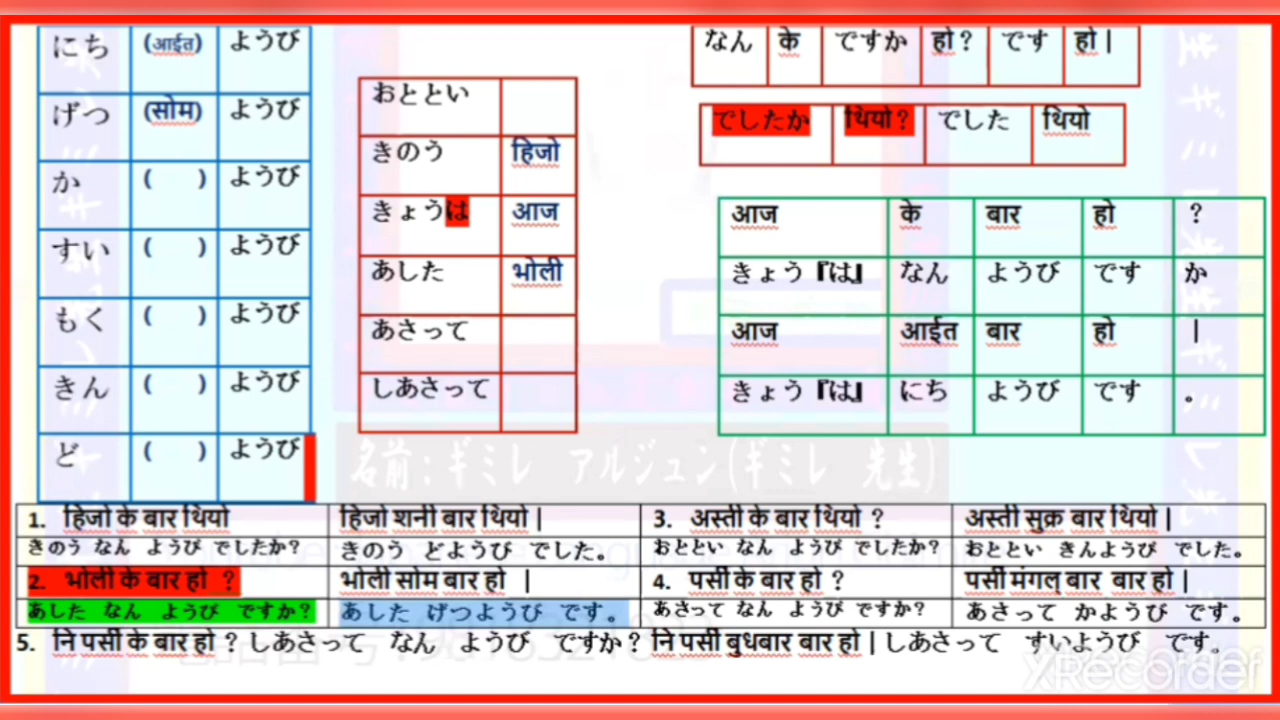 にち (आईत) ようび
げつ (सोम) ようび
か ( ) ようび
すい ( ) ようび
もく ( ) ようび
きん ( ) ようび
ど ( ) ようび
おととい
きのう हिजो
きょうは आज
あした भोली
あさって
しあさって
なん के ですか हो? です हो |
でしたか थियो? でした थियो
आज के बार हो ?
きょう『は』 なん ようび です か
आज आईत बार हो |
きょう『は』 にち ようび です 。
名前:ギミレ アルジュン(ギミレ 先生)
1. हिजो के बार थियो हिजो शनी बार थियो | 3. अस्ती के बार थियो ? अस्ती सुक्र बार थियो |
きのう なん ようび でしたか? きのう どようび でした。 おととい なん ようび でしたか? おととい きんようび でした。
2. भोली के बार हो ? भोली सोम बार हो | 4. पर्सी के बार हो ? पर्सी मंगल् बार बार हो |
あした なん ようび ですか? あした げつようび です。 あさって なん ようび ですか? あさって かようび です。
5. नि पर्सी के बार हो ? しあさって なん ようび ですか? नि पर्सी बुधबार बार हो | しあさって すいようび です。
XRecorder